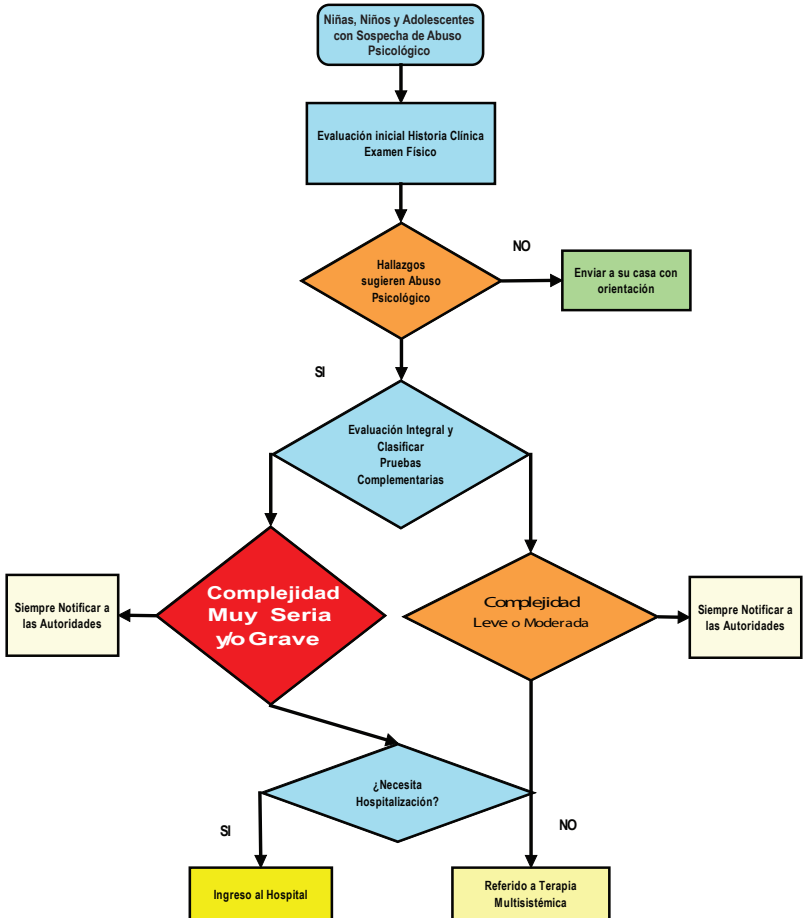 Niñas, Niños y Adolescentes
con Sospecha de Abuso
Psicológico
Evaluación inicial Historia Clínica
Examen Físico
Hallazgos
sugieren Abuso
Psicológico
NO
Enviar a su casa con
orientación
SI
Evaluación Integral y
Clasificar
Pruebas
Complementarias
Siempre Notificar a
las Autoridades
Complejidad
Muy Seria
y/o Grave
Complejidad
Leve o Moderada
Siempre Notificar a
las Autoridades
¿Necesita
Hospitalización?
SI
NO
Ingreso al Hospital
Referido a Terapia
Multisistémica